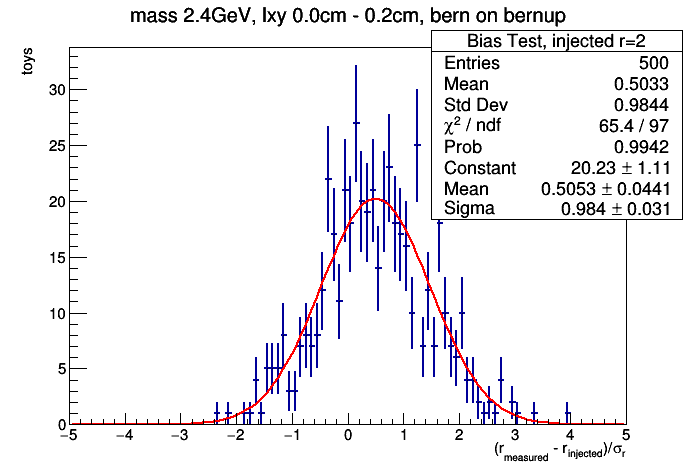 mass 2.4GeV, lxy 0.0cm - 0.2cm, bern on bernup
Bias Test, injected r=2
Entries 500
Mean 0.5033
Std Dev 0.9844
χ² / ndf 65.4 / 97
Prob 0.9942
Constant 20.23 ± 1.11
Mean 0.5053 ± 0.0441
Sigma 0.984 ± 0.031
toys
30
25
20
15
10
5
0
−5 −4 −3 −2 −1 0 1 2 3 4 5
(r_measured - r_injected)/σ_r